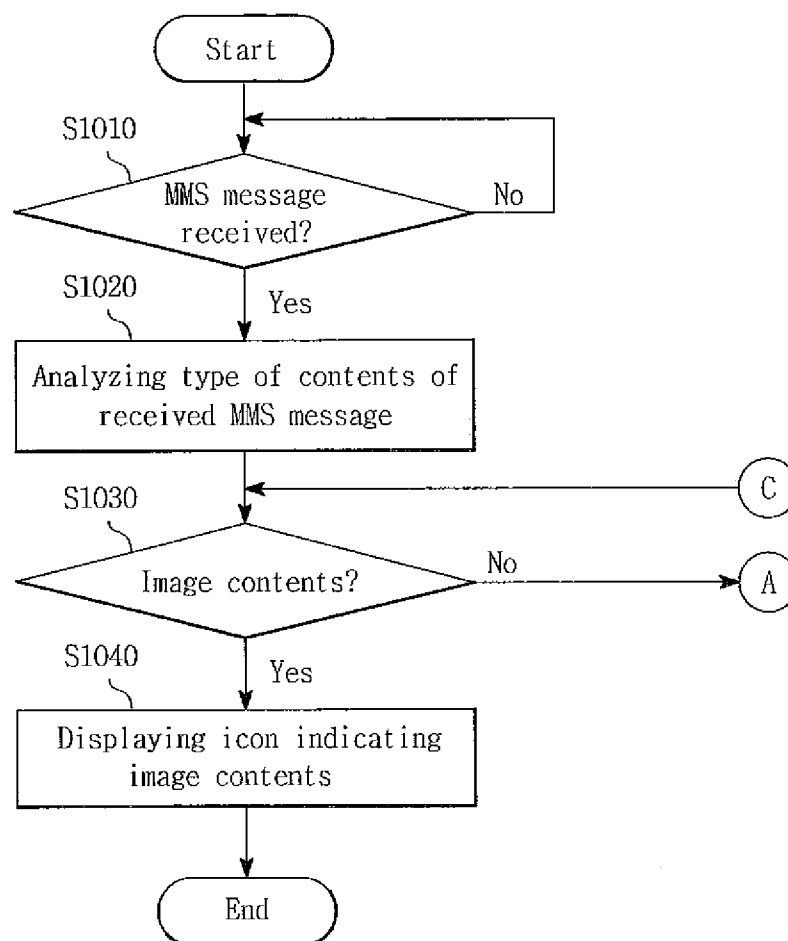 Start
S1010
MMS message
received?
No
Yes
S1020
Analyzing type of contents of
received MMS message
C
S1030
Image contents?
No
A
Yes
S1040
Displaying icon indicating
image contents
End